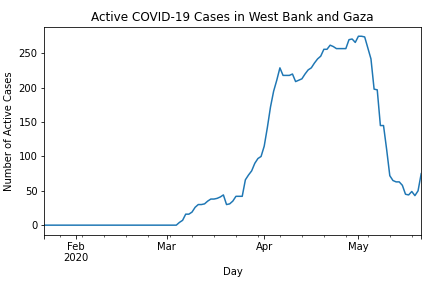 Active COVID-19 Cases in West Bank and Gaza
Number of Active Cases
250
200
150
100
50
0
Feb
2020
Mar
Apr
May
Day